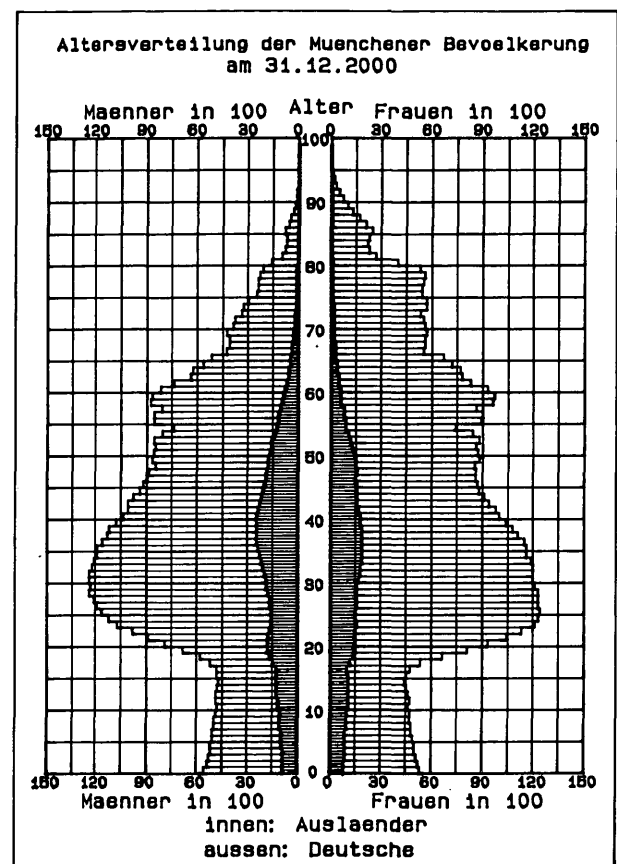 Altersverteilung der Muenchener Bevoelkerung
am 31.12.2000
Maenner in 100 Alter Frauen in 100
150 120 90 60 30 0 0 30 60 90 120 150
100
90
80
70
60
50
40
30
20
10
0
150 120 90 60 30 0 0 30 60 90 120 150
Maenner in 100 Frauen in 100
innen: Auslaender
aussen: Deutsche